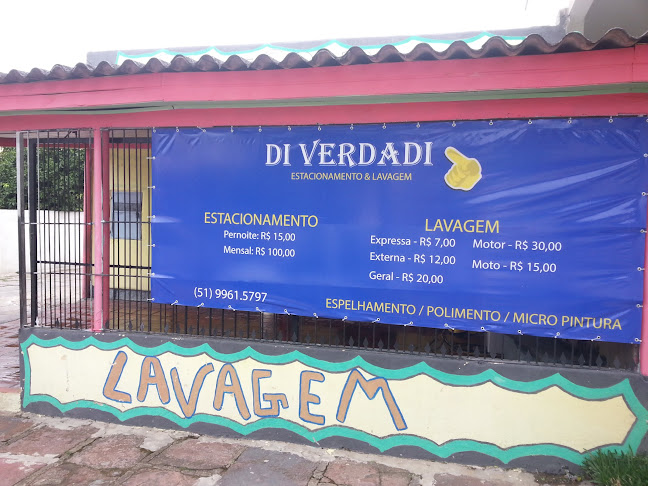 DI VERDADI
ESTACIONAMENTO & LAVAGEM
ESTACIONAMENTO
Pernoite: R$ 15,00
Mensal: R$ 100,00
LAVAGEM
Expressa - R$ 7,00 Motor - R$ 30,00
Externa - R$ 12,00 Moto - R$ 15,00
Geral - R$ 20,00
(51) 9961.5797
ESPELHAMENTO / POLIMENTO / MICRO PINTURA
LAVAGEM